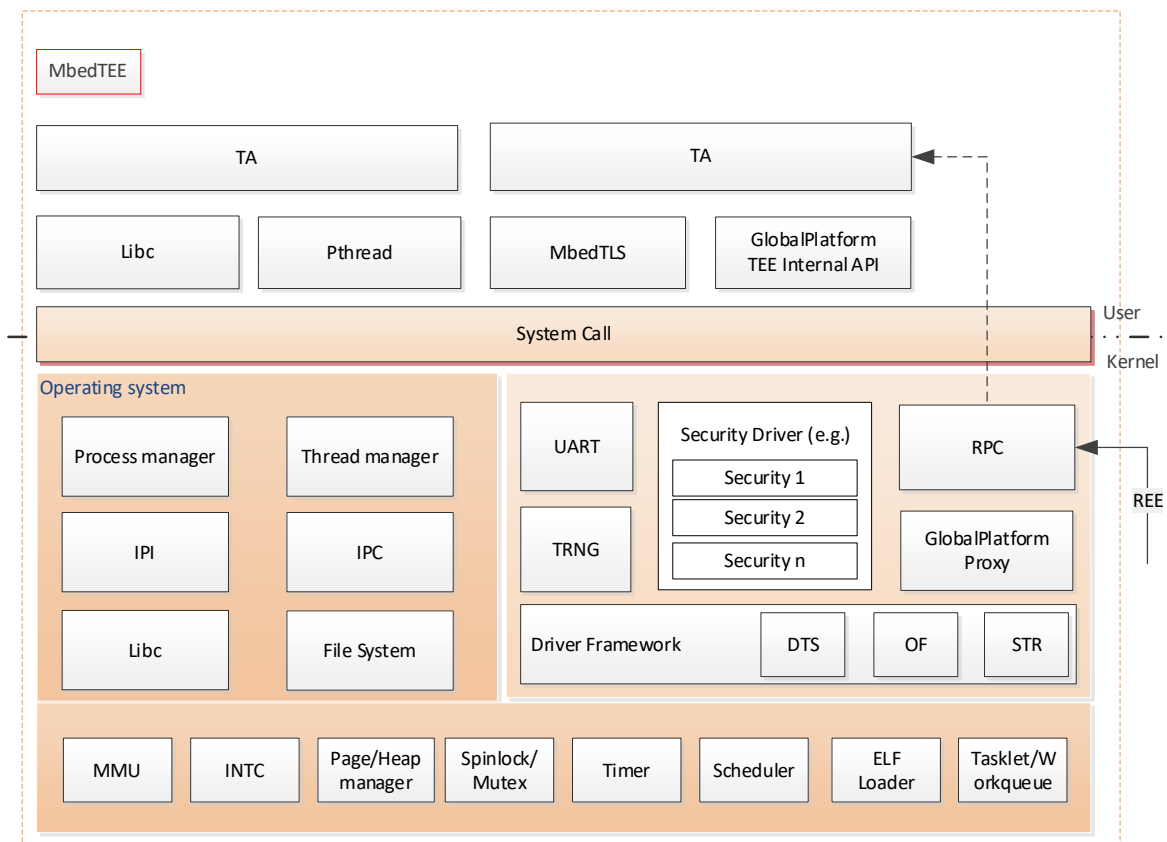 MbedTEE
TA
TA
Libc
Pthread
MbedTLS
GlobalPlatform
TEE Internal API
User
System Call
Kernel
Operating system
Process manager
Thread manager
IPI
IPC
Libc
File System
UART
TRNG
Security Driver (e.g.)
Security 1
Security 2
Security n
RPC
REE
GlobalPlatform
Proxy
Driver Framework
DTS
OF
STR
MMU
INTC
Page/Heap
manager
Spinlock/
Mutex
Timer
Scheduler
ELF
Loader
Tasklet/W
orkqueue